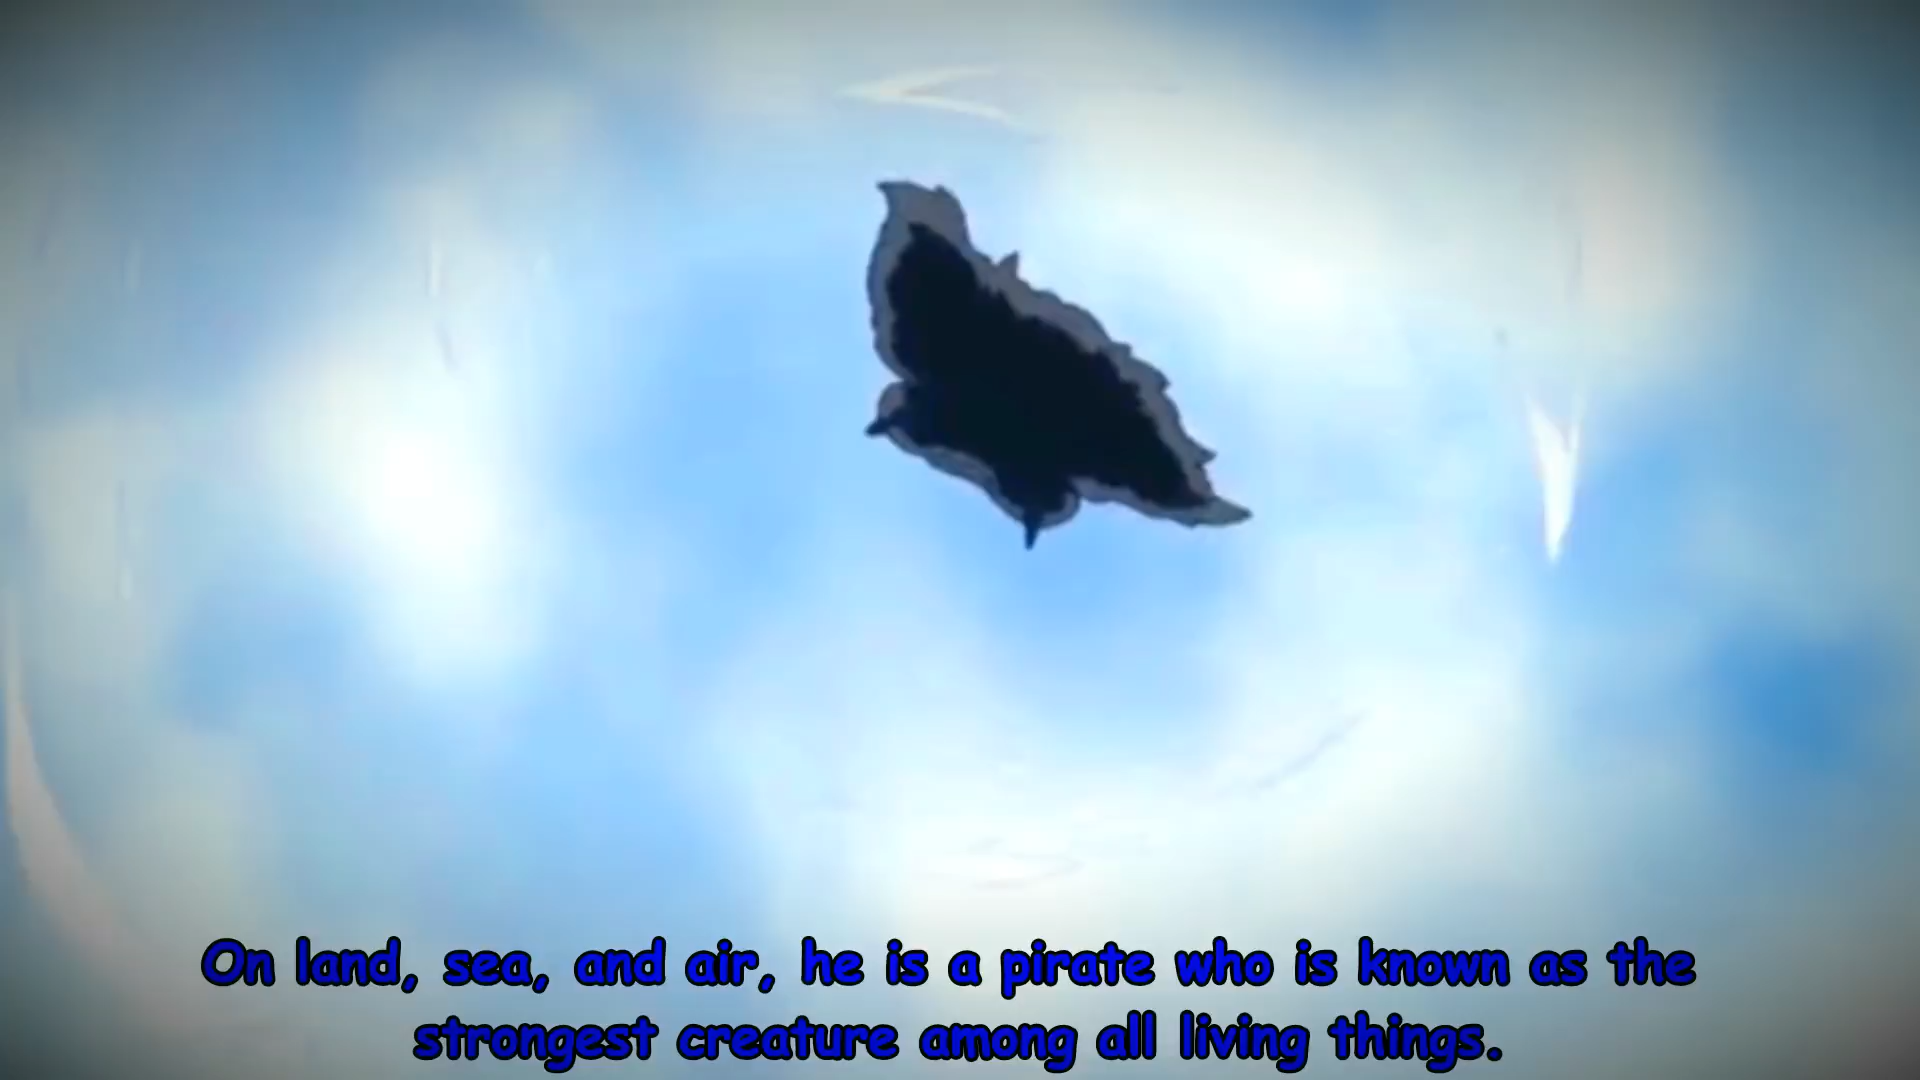 On land, sea, and air, he is a pirate who is known as the
strongest creature among all living things.